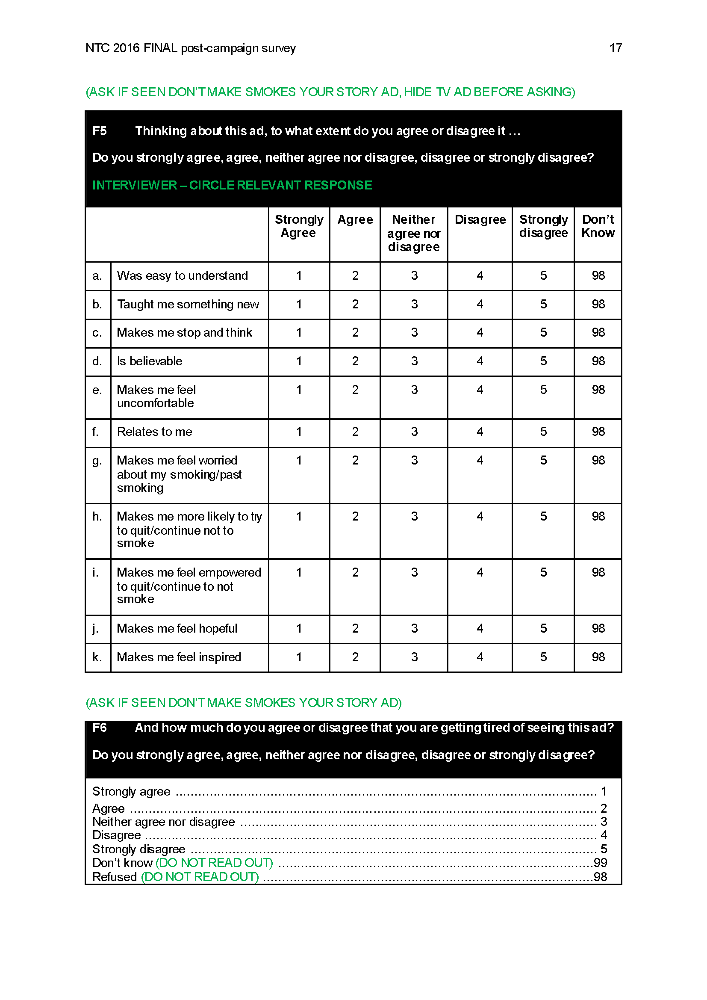 NTC 2016 FINAL post-campaign survey 17
(ASK IF SEEN DON'T MAKE SMOKES YOUR STORY AD, HIDE TV AD BEFORE ASKING)
F5 Thinking about this ad, to what extent do you agree or disagree it …
Do you strongly agree, agree, neither agree nor disagree, disagree or strongly disagree?
INTERVIEWER – CIRCLE RELEVANT RESPONSE
Strongly Agree Neither Disagree Strongly Don't
Agree agree nor disagree Know
disagree
a. Was easy to understand 1 2 3 4 5 98
b. Taught me something new 1 2 3 4 5 98
c. Makes me stop and think 1 2 3 4 5 98
d. Is believable 1 2 3 4 5 98
e. Makes me feel 1 2 3 4 5 98
uncomfortable
f. Relates to me 1 2 3 4 5 98
g. Makes me feel worried 1 2 3 4 5 98
about my smoking/past
smoking
h. Makes me more likely to try 1 2 3 4 5 98
to quit/continue not to
smoke
i. Makes me feel empowered 1 2 3 4 5 98
to quit/continue to not
smoke
j. Makes me feel hopeful 1 2 3 4 5 98
k. Makes me feel inspired 1 2 3 4 5 98
(ASK IF SEEN DON'T MAKE SMOKES YOUR STORY AD)
F6 And how much do you agree or disagree that you are getting tired of seeing this ad?
Do you strongly agree, agree, neither agree nor disagree, disagree or strongly disagree?
Strongly agree ........ 1
Agree ........ 2
Neither agree nor disagree ........ 3
Disagree ........ 4
Strongly disagree ........ 5
Don't know (DO NOT READ OUT) ........ 99
Refused (DO NOT READ OUT) ........ 98